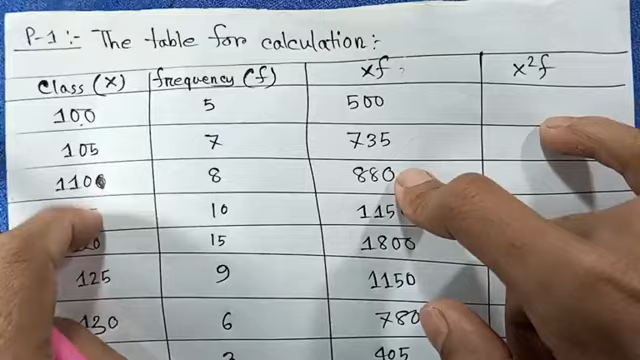 P-1:- The table for calculation:-
Class (x) frequency (f) xf x²f
100 5 500
105 7 735
110 8 880
10 115
15 1800
125 9 1150
130 6 780
405